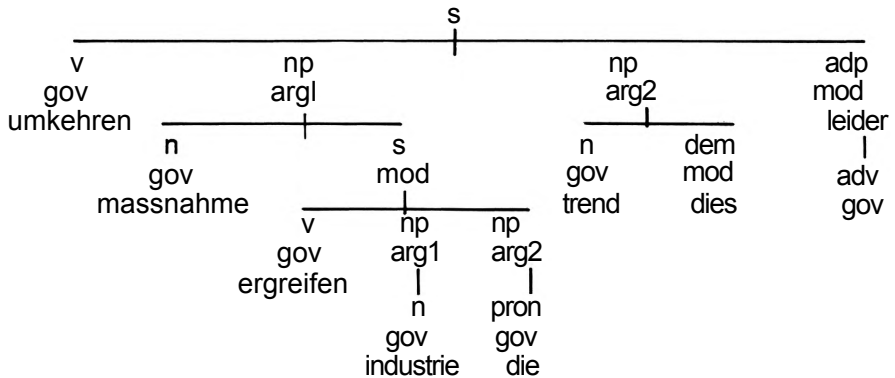 s
v np np adp
gov argl arg2 mod
umkehren leider
n s n dem
gov mod gov mod adv
massnahme trend dies gov
v np np
gov arg1 arg2
ergreifen
n pron
gov gov
industrie die